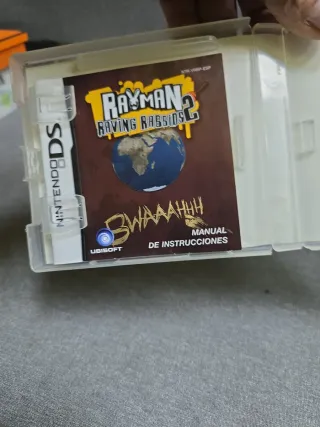 RAYMAN
RAVING RABBIDS 2
BWAAAHHH
MANUAL
DE INSTRUCCIONES
UBISOFT
NINTENDO DS